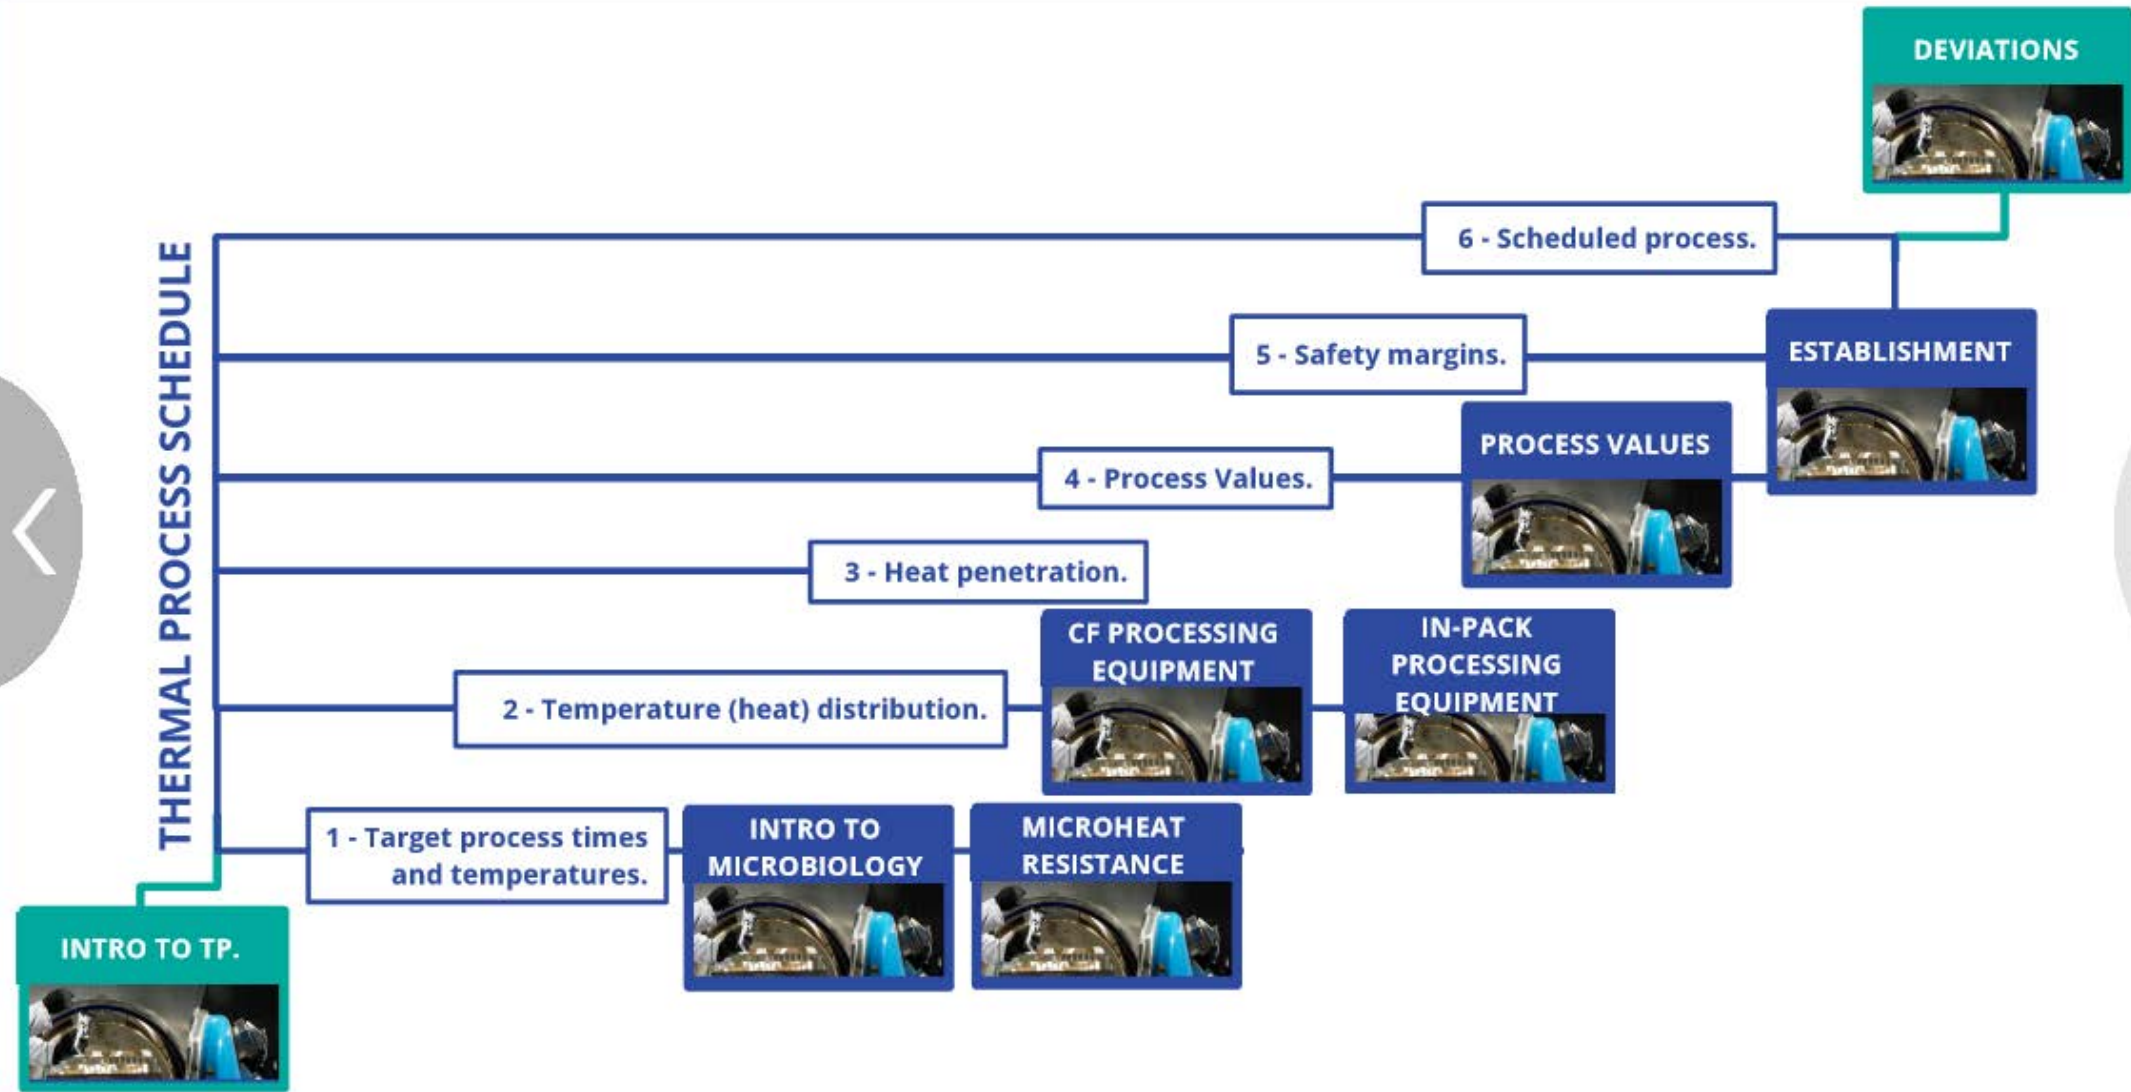 DEVIATIONS
6 - Scheduled process.
5 - Safety margins.
ESTABLISHMENT
4 - Process Values.
PROCESS VALUES
3 - Heat penetration.
2 - Temperature (heat) distribution.
CF PROCESSING
EQUIPMENT
IN-PACK
PROCESSING
EQUIPMENT
1 - Target process times
and temperatures.
INTRO TO
MICROBIOLOGY
MICROHEAT
RESISTANCE
THERMAL PROCESS SCHEDULE
INTRO TO TP.